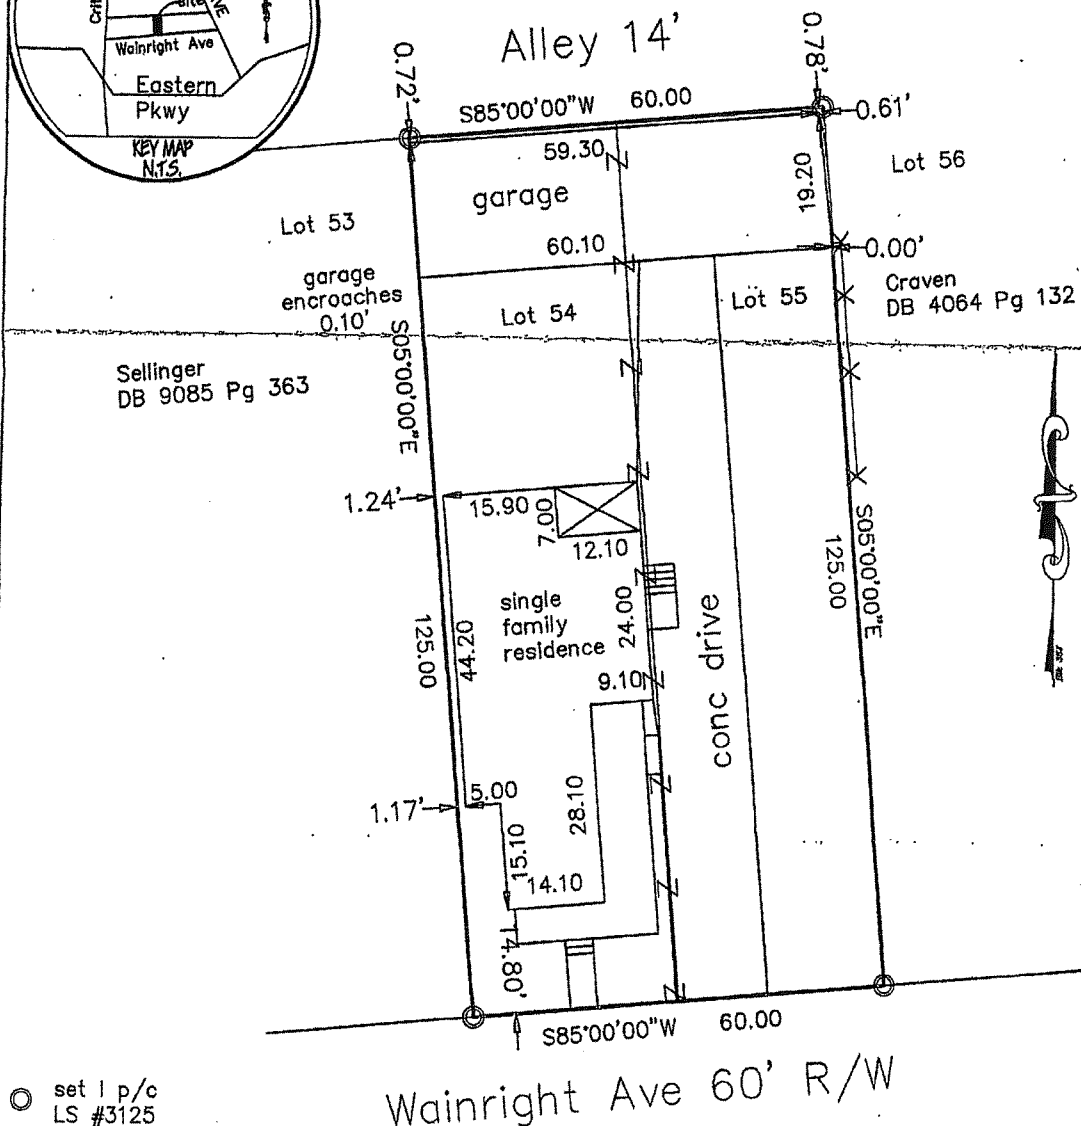 Site
Wainright Ave
Eastern
Pkwy
KEY MAP
N.T.S.
Alley 14'
0.72'
0.78'
S85°00'00"W 60.00
0.61'
59.30
19.20
Lot 56
garage
Lot 53
60.10
0.00'
garage
encroaches
0.10'
Lot 54
Lot 55
Craven
DB 4064 Pg 132
Sellinger
DB 9085 Pg 363
S05°00'00"E
1.24'
15.90
7.00
12.10
S05°00'00"E
125.00
single
family
residence
24.00
125.00
44.20
9.10
conc drive
1.17'
5.00
28.10
15.10
14.10
14.80'
S85°00'00"W 60.00
Wainright Ave 60' R/W
set I p/c
LS #3125